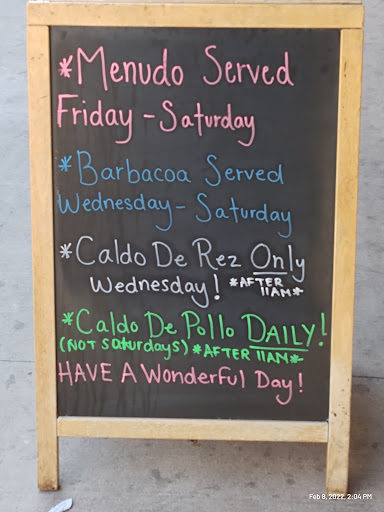 *Menudo Served
Friday - Saturday
*Barbacoa Served
Wednesday - Saturday
*Caldo De Rez Only
Wednesday! *AFTER
11AM*
*Caldo De Pollo DAILY!
(NOT saturdays) *AFTER 11AM*
HAVE A Wonderful Day!
Feb 8, 2022, 2:04 PM